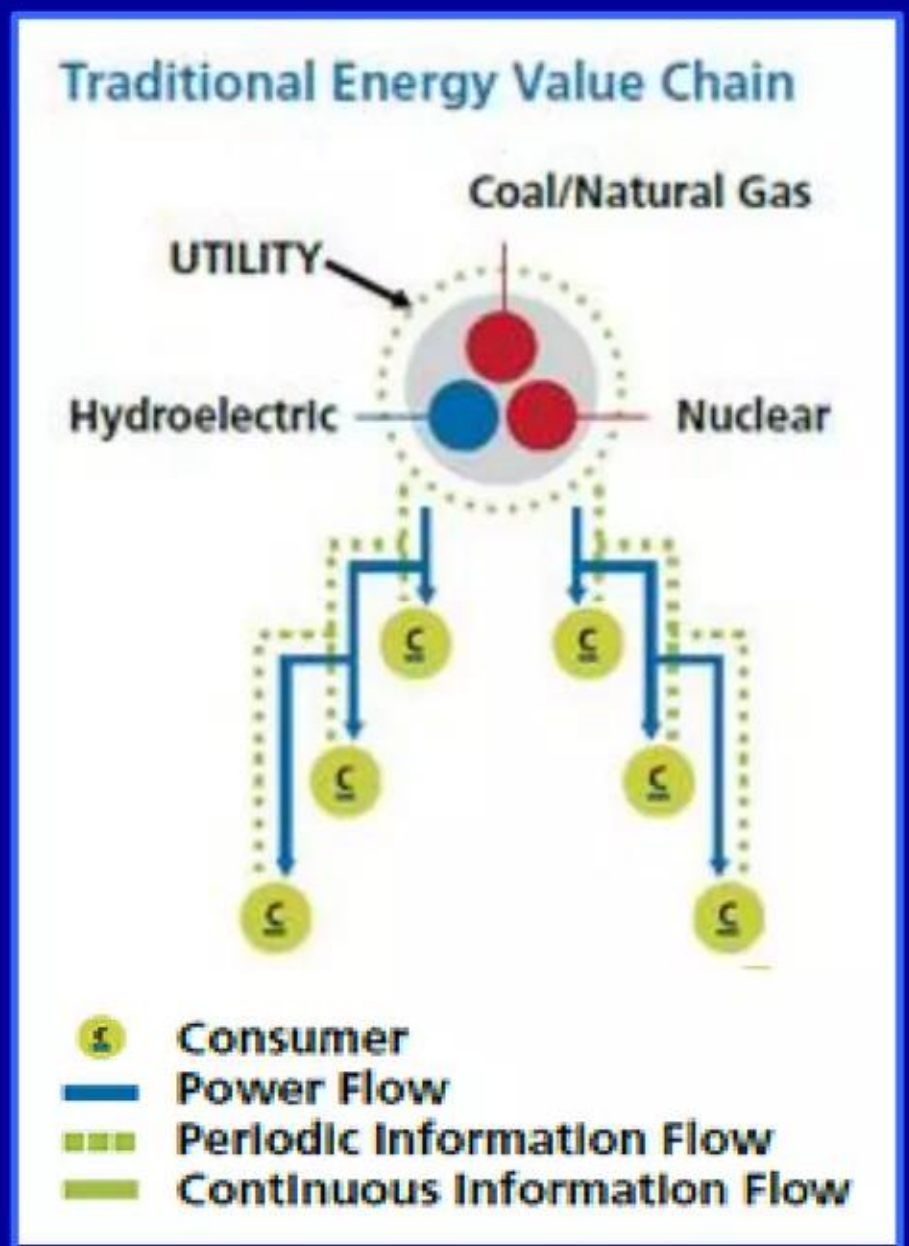 Traditional Energy Value Chain
Coal/Natural Gas
UTILITY
Hydroelectric
Nuclear
C
C
C
C
C
C
C Consumer
Power Flow
Periodic Information Flow
Continuous Information Flow